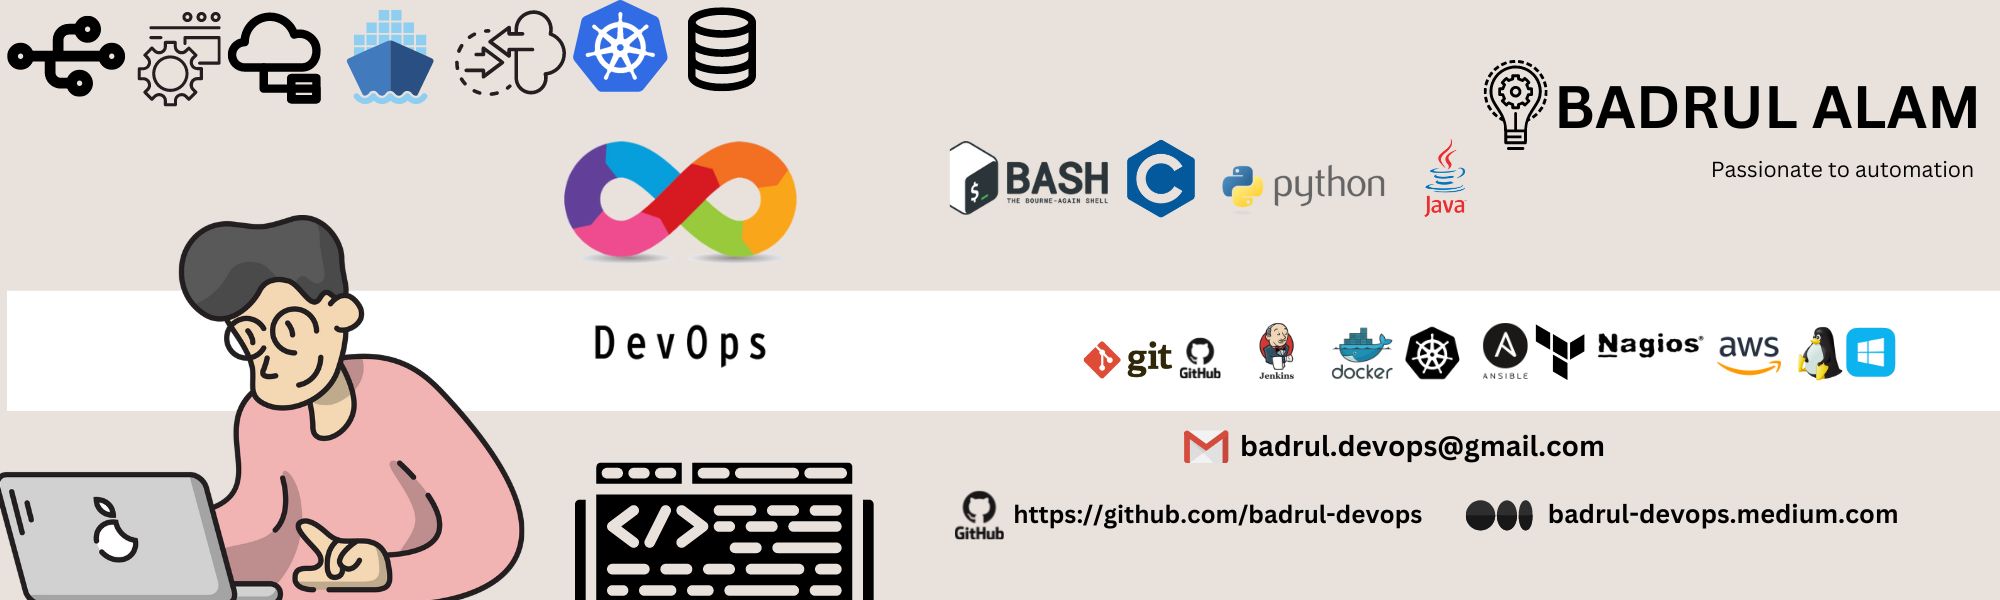 BADRUL ALAM
Passionate to automation
$_
BASH
THE BOURNE-AGAIN SHELL
C
python
Java
DevOps
git
GitHub
Jenkins
docker
A
ANSIBLE
Nagios®
aws
badrul.devops@gmail.com
GitHub
https://github.com/badrul-devops
badrul-devops.medium.com
</>